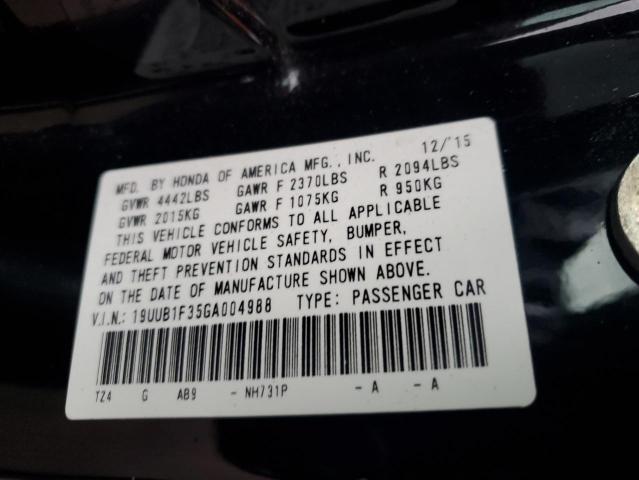 MFD. BY HONDA OF AMERICA MFG., INC. 12/'15
GVWR 4442LBS GAWR F 2370LBS R 2094LBS
GVWR 2015KG GAWR F 1075KG R 950KG
THIS VEHICLE CONFORMS TO ALL APPLICABLE
FEDERAL MOTOR VEHICLE SAFETY, BUMPER,
AND THEFT PREVENTION STANDARDS IN EFFECT
ON THE DATE OF MANUFACTURE SHOWN ABOVE.
V.I.N.: 19UUB1F35GA004988 TYPE: PASSENGER CAR
TZ4 G AB9 - NH731P - A - A